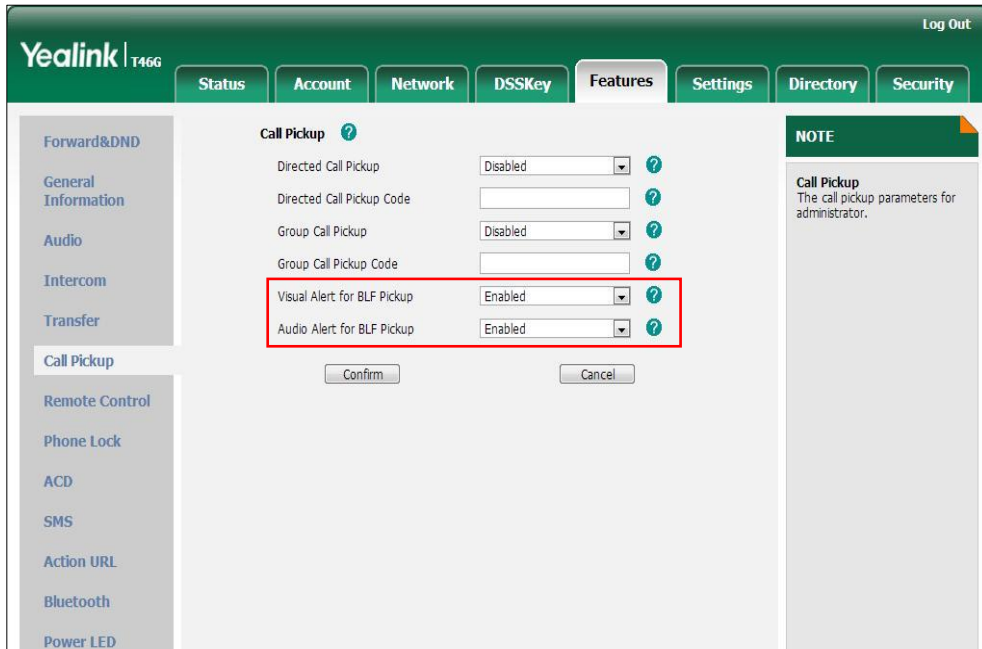 Log Out
Yealink T46G
Status Account Network DSSKey Features Settings Directory Security
Forward&DND
General
Information
Audio
Intercom
Transfer
Call Pickup
Remote Control
Phone Lock
ACD
SMS
Action URL
Bluetooth
Power LED
Call Pickup ?
Directed Call Pickup Disabled ?
Directed Call Pickup Code ?
Group Call Pickup Disabled ?
Group Call Pickup Code ?
Visual Alert for BLF Pickup Enabled ?
Audio Alert for BLF Pickup Enabled ?
Confirm Cancel
NOTE
Call Pickup
The call pickup parameters for
administrator.